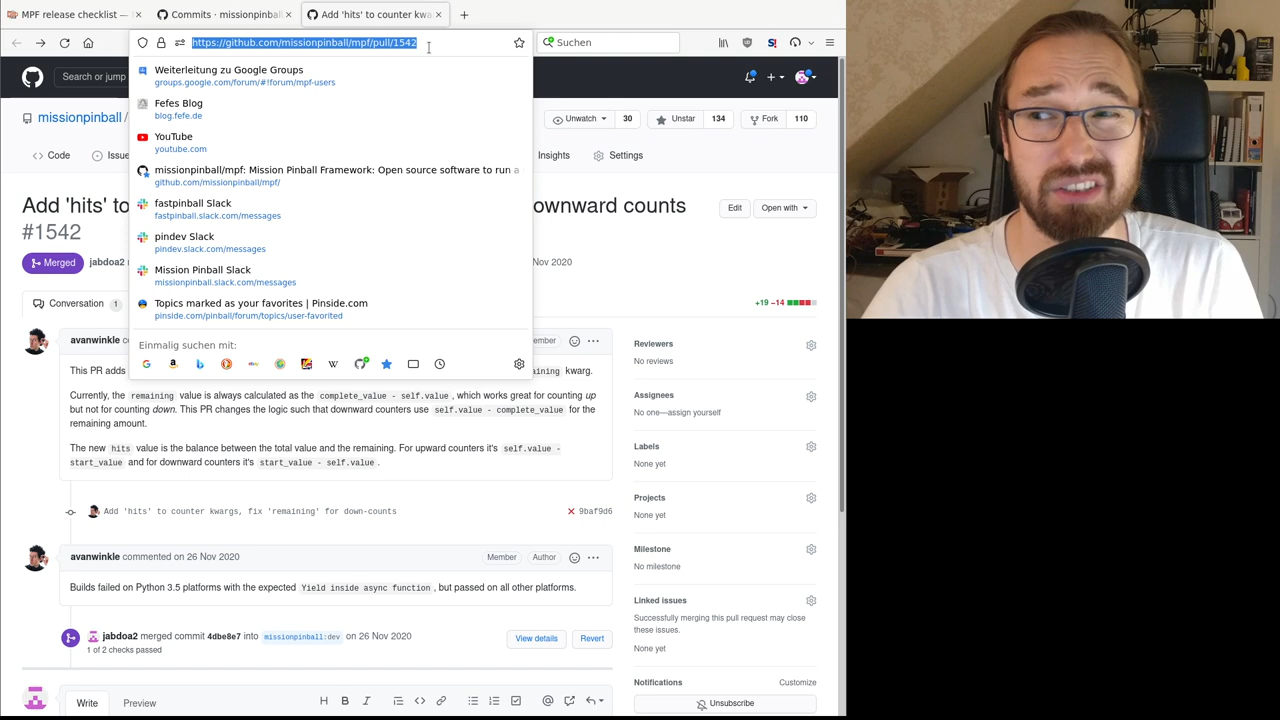 MPF release checklist —
Commits · missionpinball
Add 'hits' to counter kwa
https://github.com/missionpinball/mpf/pull/1542
Suchen
Search or jump
Weiterleitung zu Google Groups
groups.google.com/forum/#!forum/mpf-users
Fefes Blog
blog.fefe.de
YouTube
youtube.com
missionpinball/mpf: Mission Pinball Framework: Open source software to run a
github.com/missionpinball/mpf/
fastpinball Slack
fastpinball.slack.com/messages
pindev Slack
pindev.slack.com/messages
Mission Pinball Slack
missionpinball.slack.com/messages
Topics marked as your favorites | Pinside.com
pinside.com/pinball/forum/topics/user-favorited
Einmalig suchen mit:
missionpinball /
Unwatch 30 Unstar 134 Fork 110
Code Issue Insights Settings
Add 'hits' to ownward counts
#1542
Edit Open with
Merged jabdoa2 Nov 2020
Conversation 1
+19 −14
avanwinkle ember
This PR adds aining kwarg.
Currently, the remaining value is always calculated as the complete_value - self.value, which works great for counting up
but not for counting down. This PR changes the logic such that downward counters use self.value - complete_value for the
remaining amount.
The new hits value is the balance between the total value and the remaining. For upward counters it's self.value -
start_value and for downward counters it's start_value - self.value.
Add 'hits' to counter kwargs, fix 'remaining' for down-counts 9baf9d6
avanwinkle commented on 26 Nov 2020 Member Author
Builds failed on Python 3.5 platforms with the expected Yield inside async function, but passed on all other platforms.
jabdoa2 merged commit 4dbe8e7 into missionpinball:dev on 26 Nov 2020
1 of 2 checks passed
View details Revert
Write Preview
Reviewers
No reviews
Assignees
No one—assign yourself
Labels
None yet
Projects
None yet
Milestone
No milestone
Linked issues
Successfully merging this pull request may close
these issues.
None yet
Notifications Customize
Unsubscribe